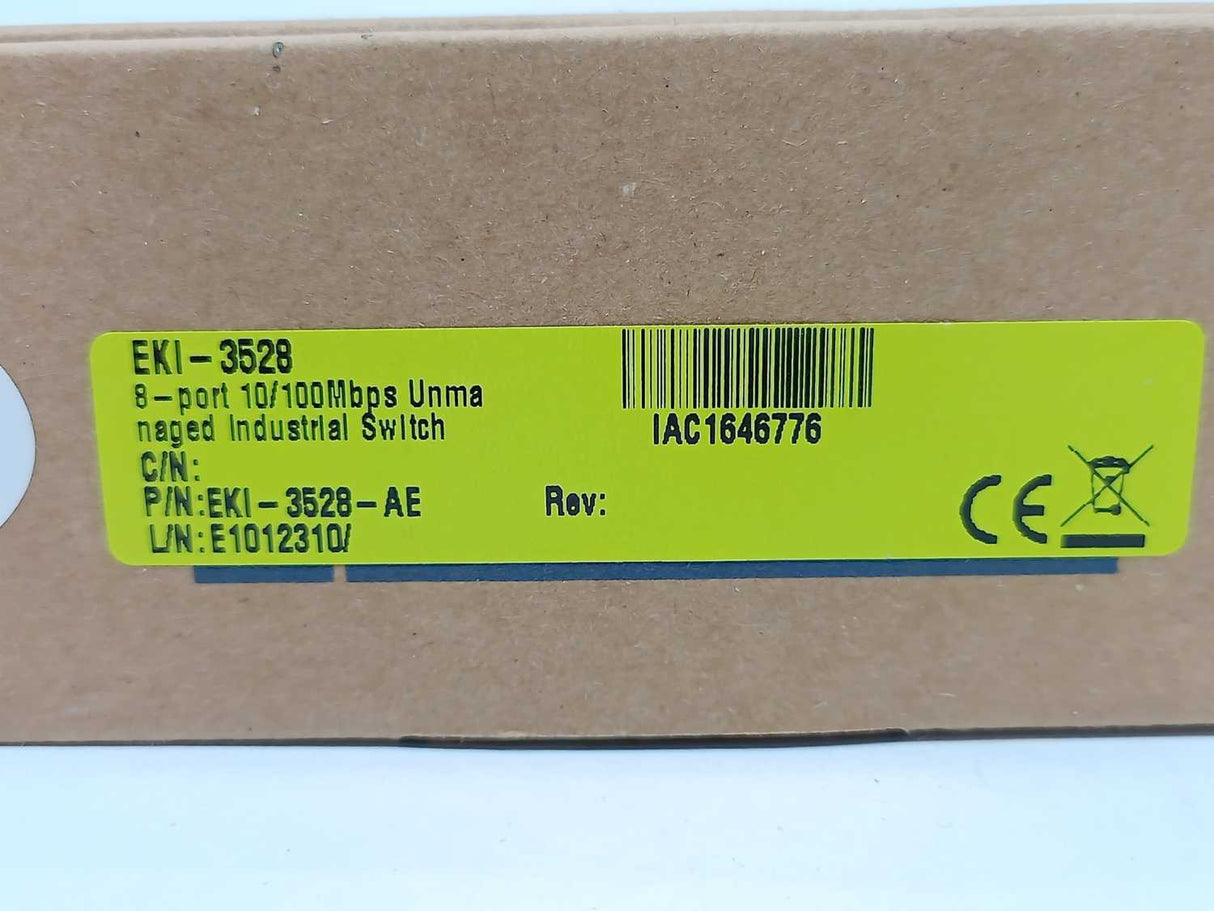 EKI-3528
8-port 10/100Mbps Unma
naged Industrial Switch
IAC1646776
C/N:
P/N:EKI-3528-AE Rev:
L/N:E1012310/
CE